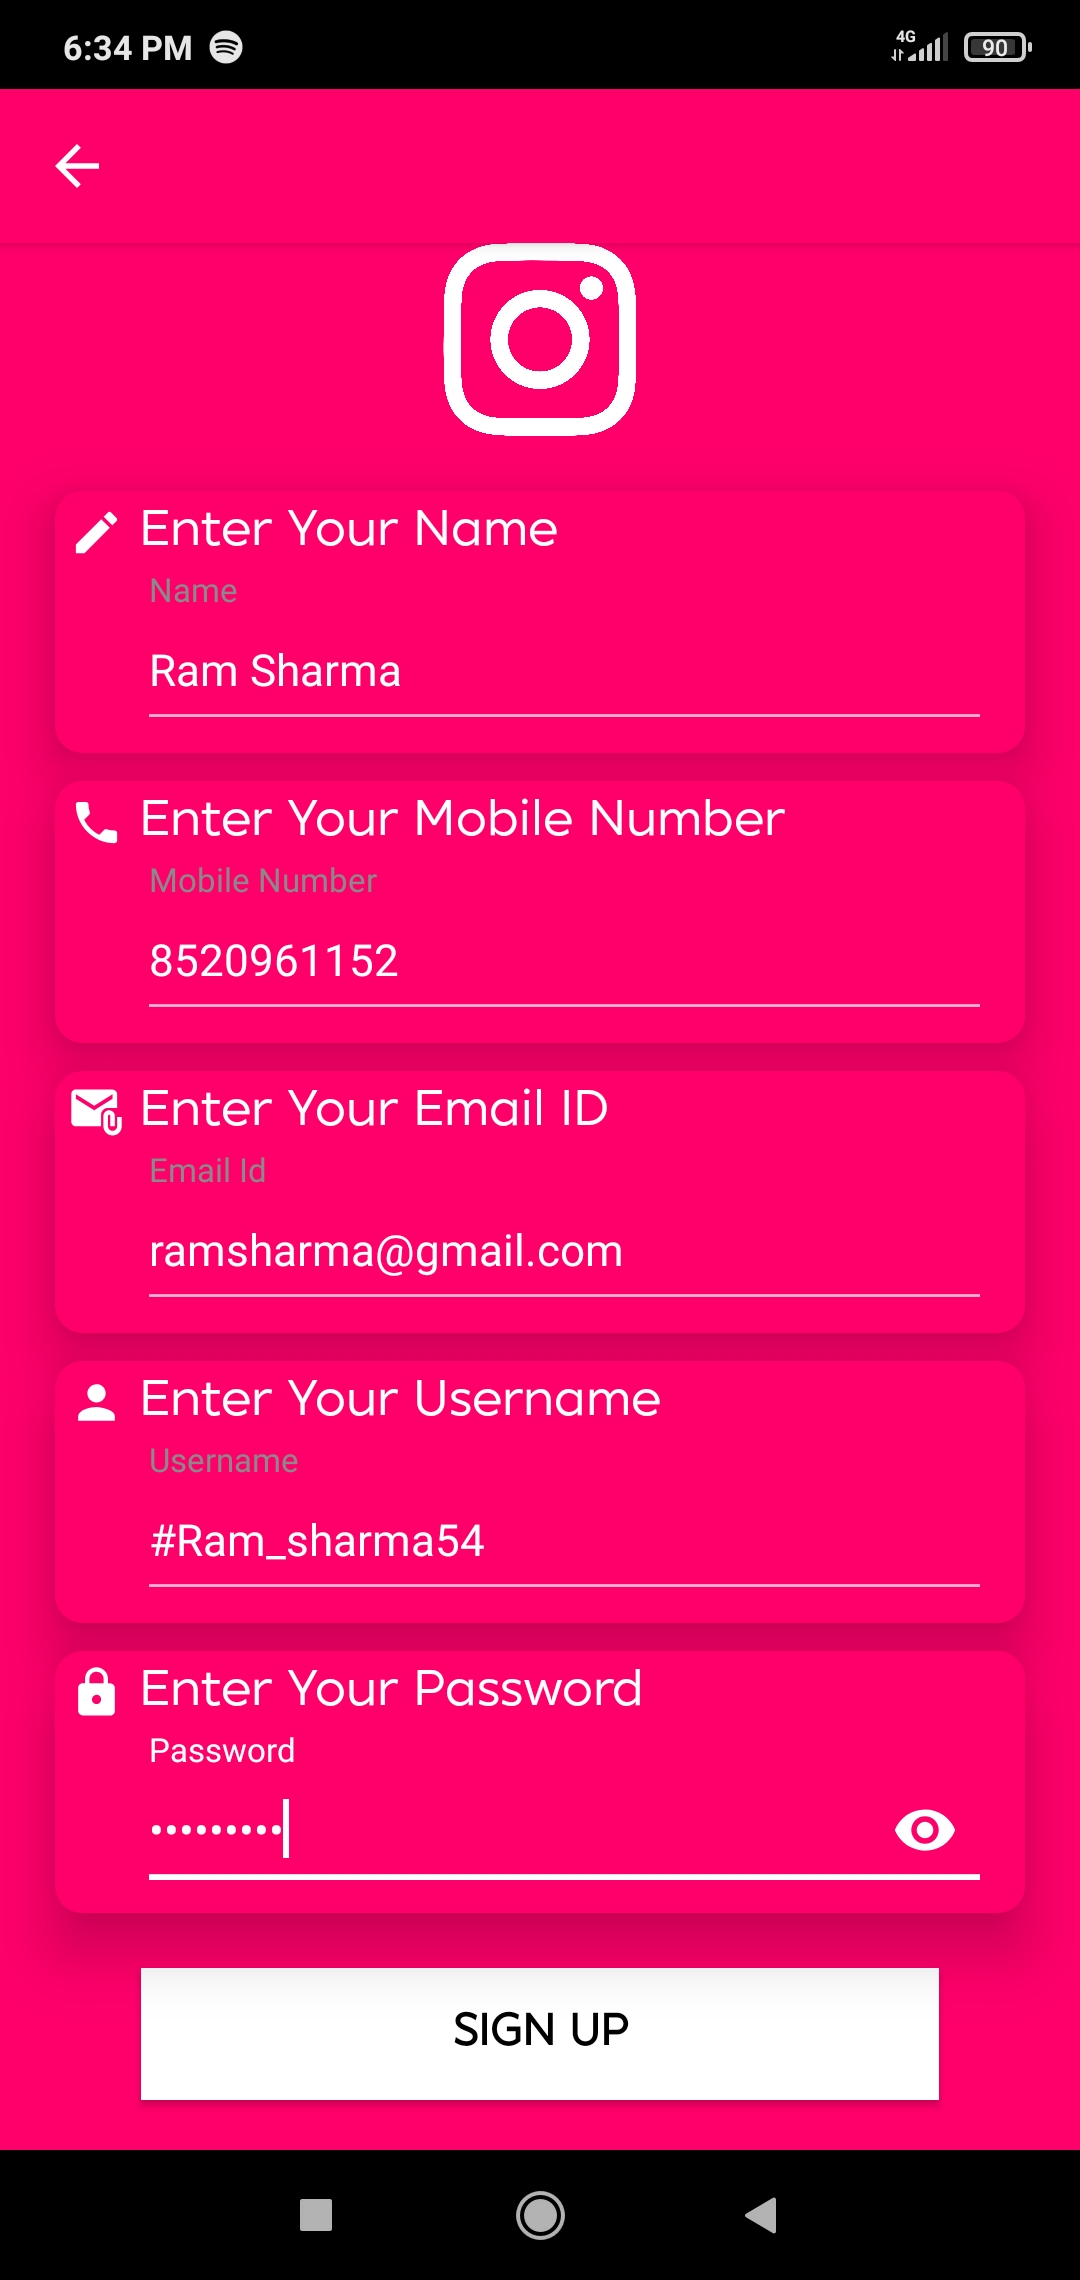 6:34 PM
4G
90
Enter Your Name
Name
Ram Sharma
Enter Your Mobile Number
Mobile Number
8520961152
Enter Your Email ID
Email Id
ramsharma@gmail.com
Enter Your Username
Username
#Ram_sharma54
Enter Your Password
Password
•••••••••
SIGN UP